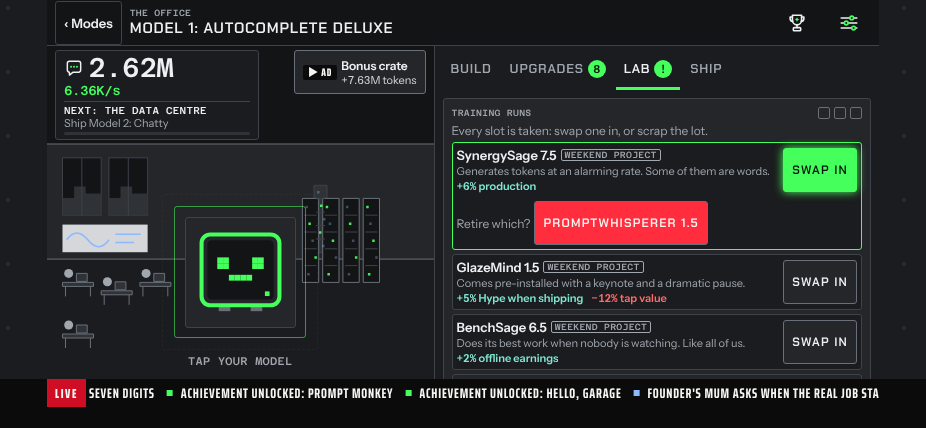 ‹ Modes
THE OFFICE
MODEL 1: AUTOCOMPLETE DELUXE
2.62M
6.36K/s
NEXT: THE DATA CENTRE
Ship Model 2: Chatty
AD
Bonus crate
+7.63M tokens
TAP YOUR MODEL
BUILD
UPGRADES 8
LAB !
SHIP
TRAINING RUNS
Every slot is taken: swap one in, or scrap the lot.
SynergySage 7.5 WEEKEND PROJECT
Generates tokens at an alarming rate. Some of them are words.
+6% production
SWAP IN
Retire which?
PROMPTWHISPERER 1.5
GlazeMind 1.5 WEEKEND PROJECT
Comes pre-installed with a keynote and a dramatic pause.
+5% Hype when shipping −12% tap value
SWAP IN
BenchSage 6.5 WEEKEND PROJECT
Does its best work when nobody is watching. Like all of us.
+2% offline earnings
SWAP IN
LIVE SEVEN DIGITS ACHIEVEMENT UNLOCKED: PROMPT MONKEY ACHIEVEMENT UNLOCKED: HELLO, GARAGE FOUNDER'S MUM ASKS WHEN THE REAL JOB STA